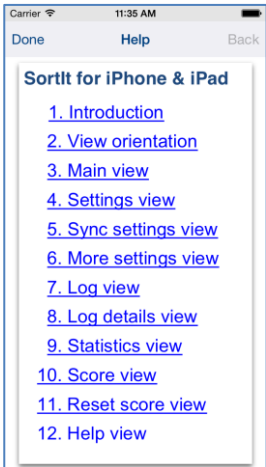 Carrier 11:35 AM
Done Help Back
SortIt for iPhone & iPad
1. Introduction
2. View orientation
3. Main view
4. Settings view
5. Sync settings view
6. More settings view
7. Log view
8. Log details view
9. Statistics view
10. Score view
11. Reset score view
12. Help view